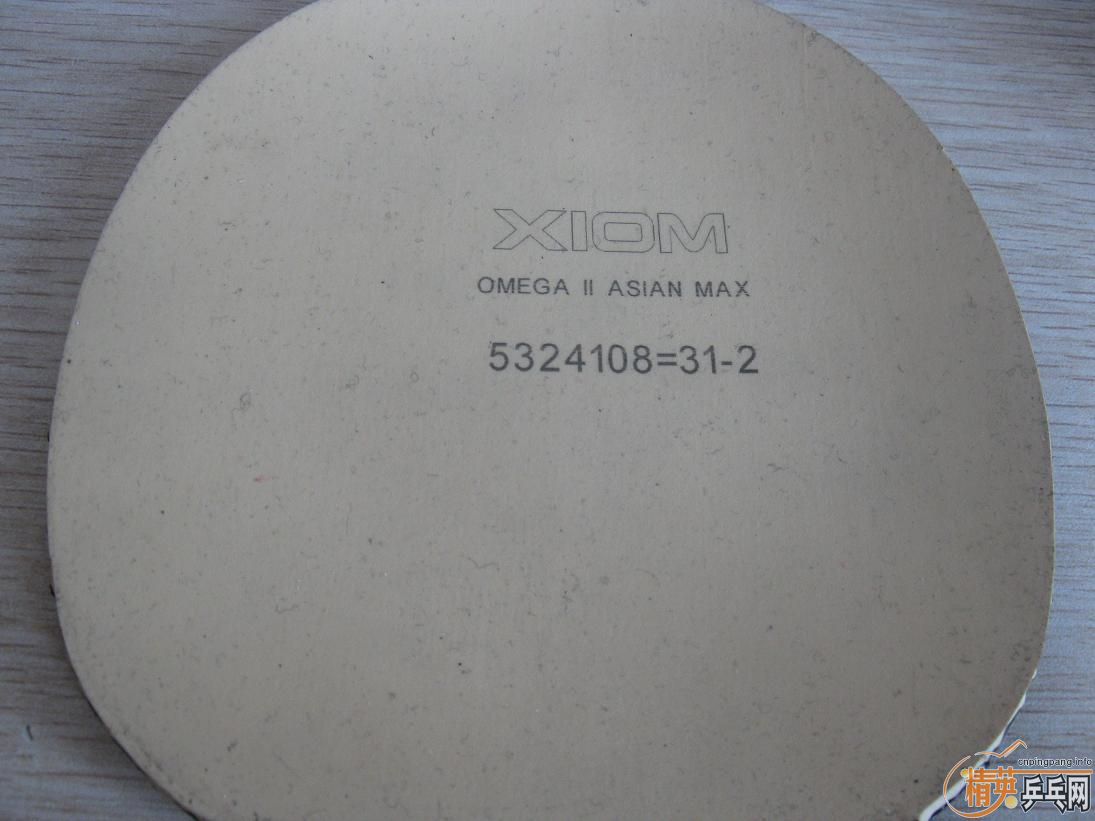 XIOM
OMEGA II ASIAN MAX
5324108=31-2
cnpingpang.info
精英乒乓网